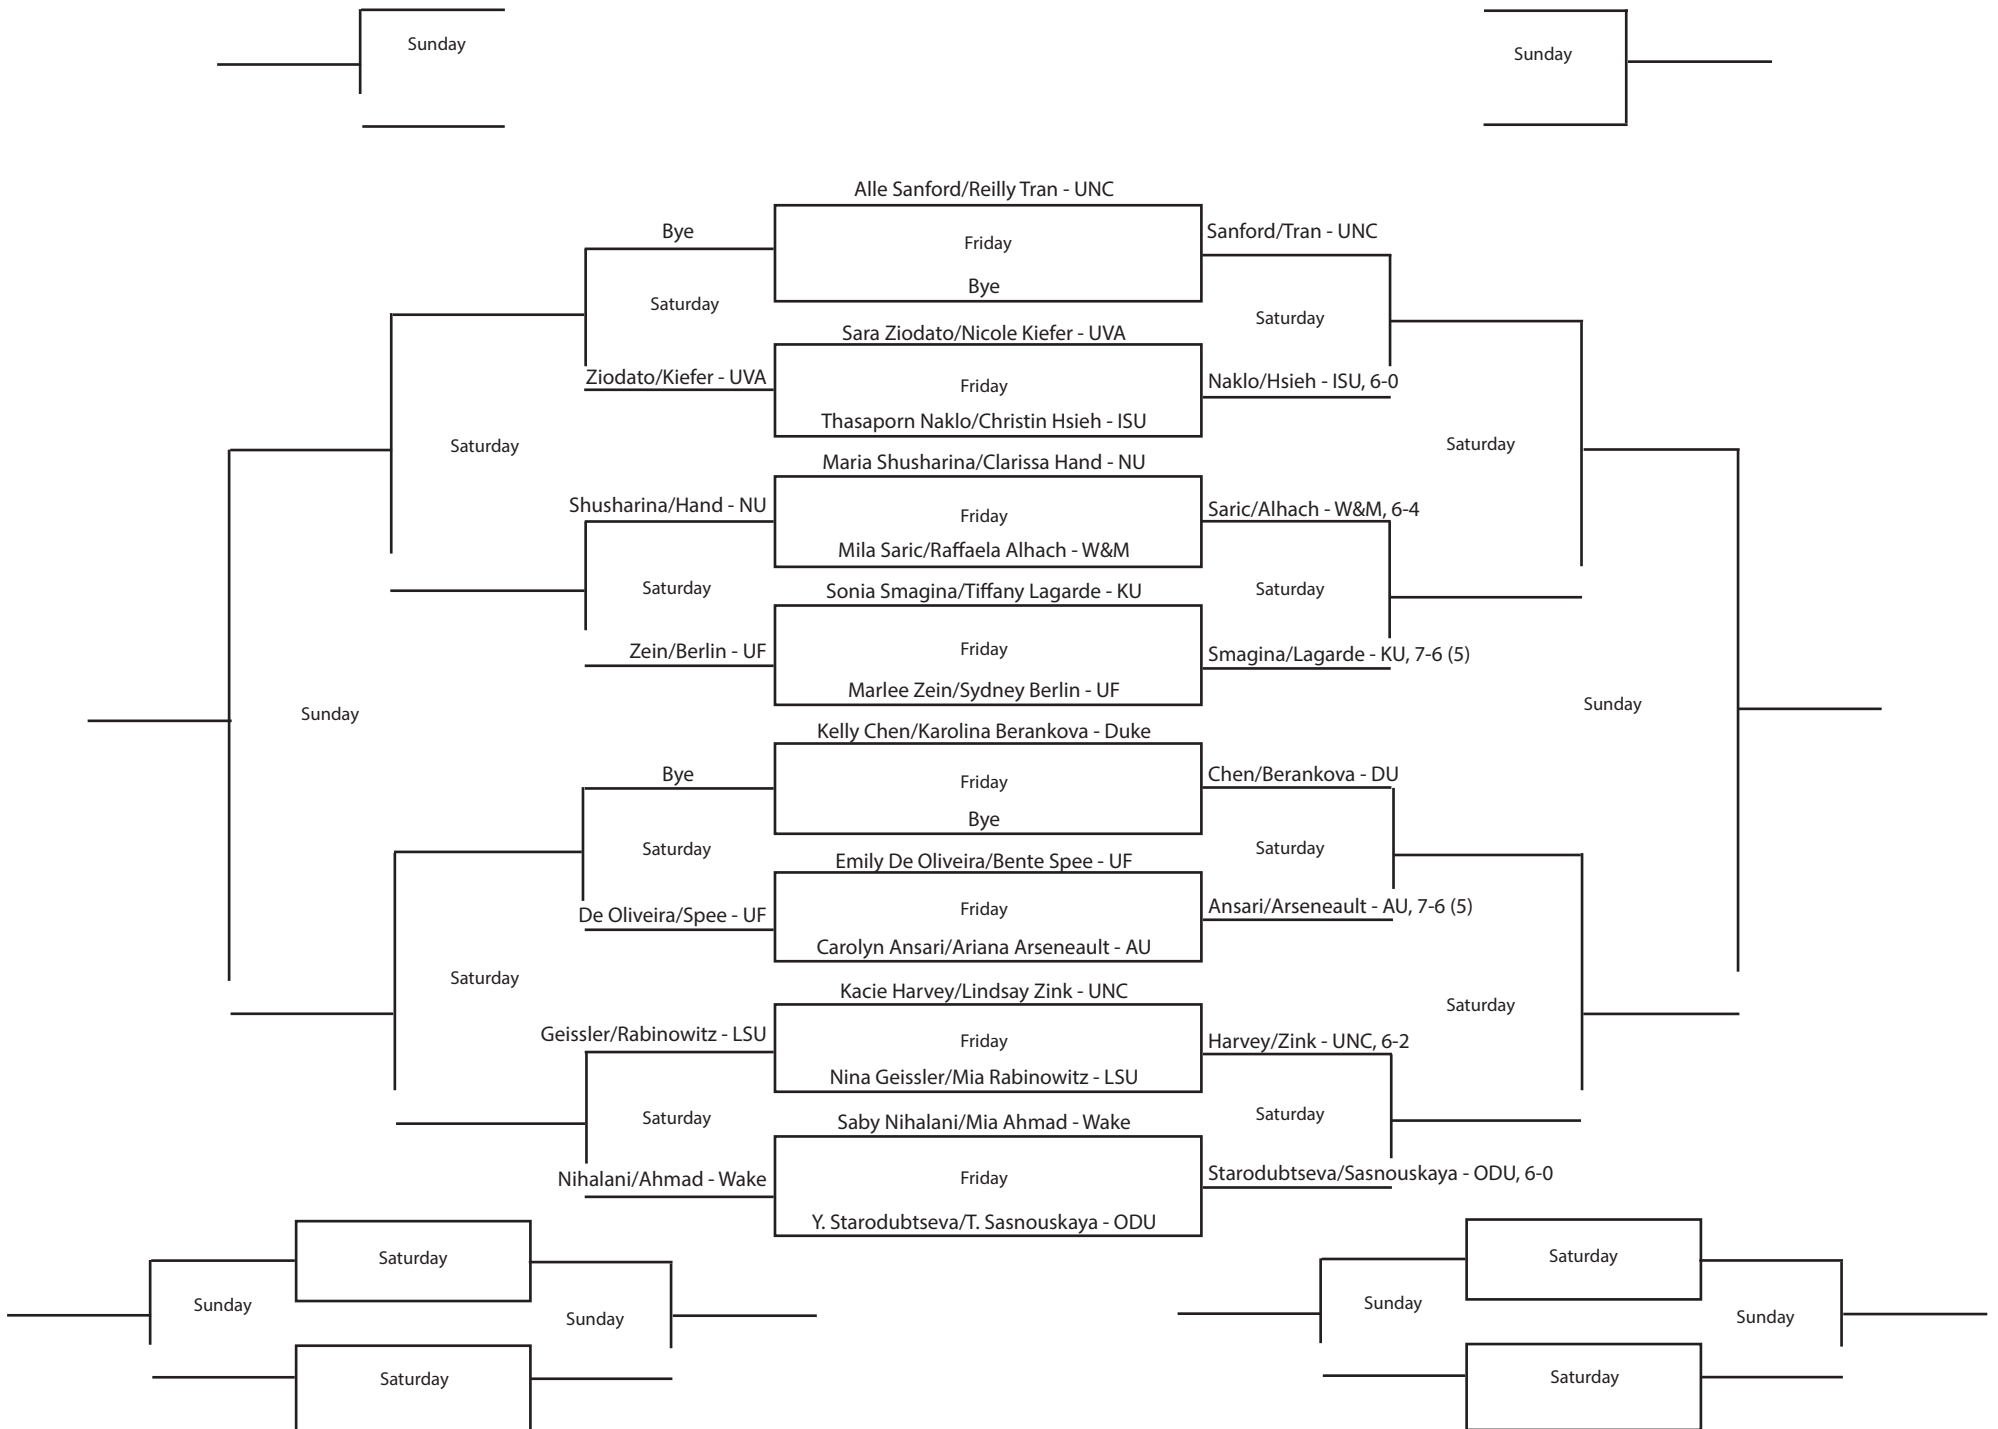 Sunday
Sunday
Alle Sanford/Reilly Tran - UNC
Bye
Sanford/Tran - UNC
Friday
Bye
Saturday
Saturday
Sara Ziodato/Nicole Kiefer - UVA
Ziodato/Kiefer - UVA
Friday
Naklo/Hsieh - ISU, 6-0
Thasaporn Naklo/Christin Hsieh - ISU
Saturday
Saturday
Maria Shusharina/Clarissa Hand - NU
Shusharina/Hand - NU
Friday
Saric/Alhach - W&M, 6-4
Mila Saric/Raffaela Alhach - W&M
Saturday
Saturday
Sonia Smagina/Tiffany Lagarde - KU
Zein/Berlin - UF
Friday
Smagina/Lagarde - KU, 7-6 (5)
Marlee Zein/Sydney Berlin - UF
Sunday
Sunday
Kelly Chen/Karolina Berankova - Duke
Bye
Friday
Chen/Berankova - DU
Bye
Saturday
Saturday
Emily De Oliveira/Bente Spee - UF
De Oliveira/Spee - UF
Friday
Ansari/Arseneault - AU, 7-6 (5)
Carolyn Ansari/Ariana Arseneault - AU
Saturday
Saturday
Kacie Harvey/Lindsay Zink - UNC
Geissler/Rabinowitz - LSU
Friday
Harvey/Zink - UNC, 6-2
Nina Geissler/Mia Rabinowitz - LSU
Saturday
Saturday
Saby Nihalani/Mia Ahmad - Wake
Nihalani/Ahmad - Wake
Friday
Starodubtseva/Sasnouskaya - ODU, 6-0
Y. Starodubtseva/T. Sasnouskaya - ODU
Saturday
Sunday
Sunday
Saturday
Saturday
Sunday
Sunday
Saturday